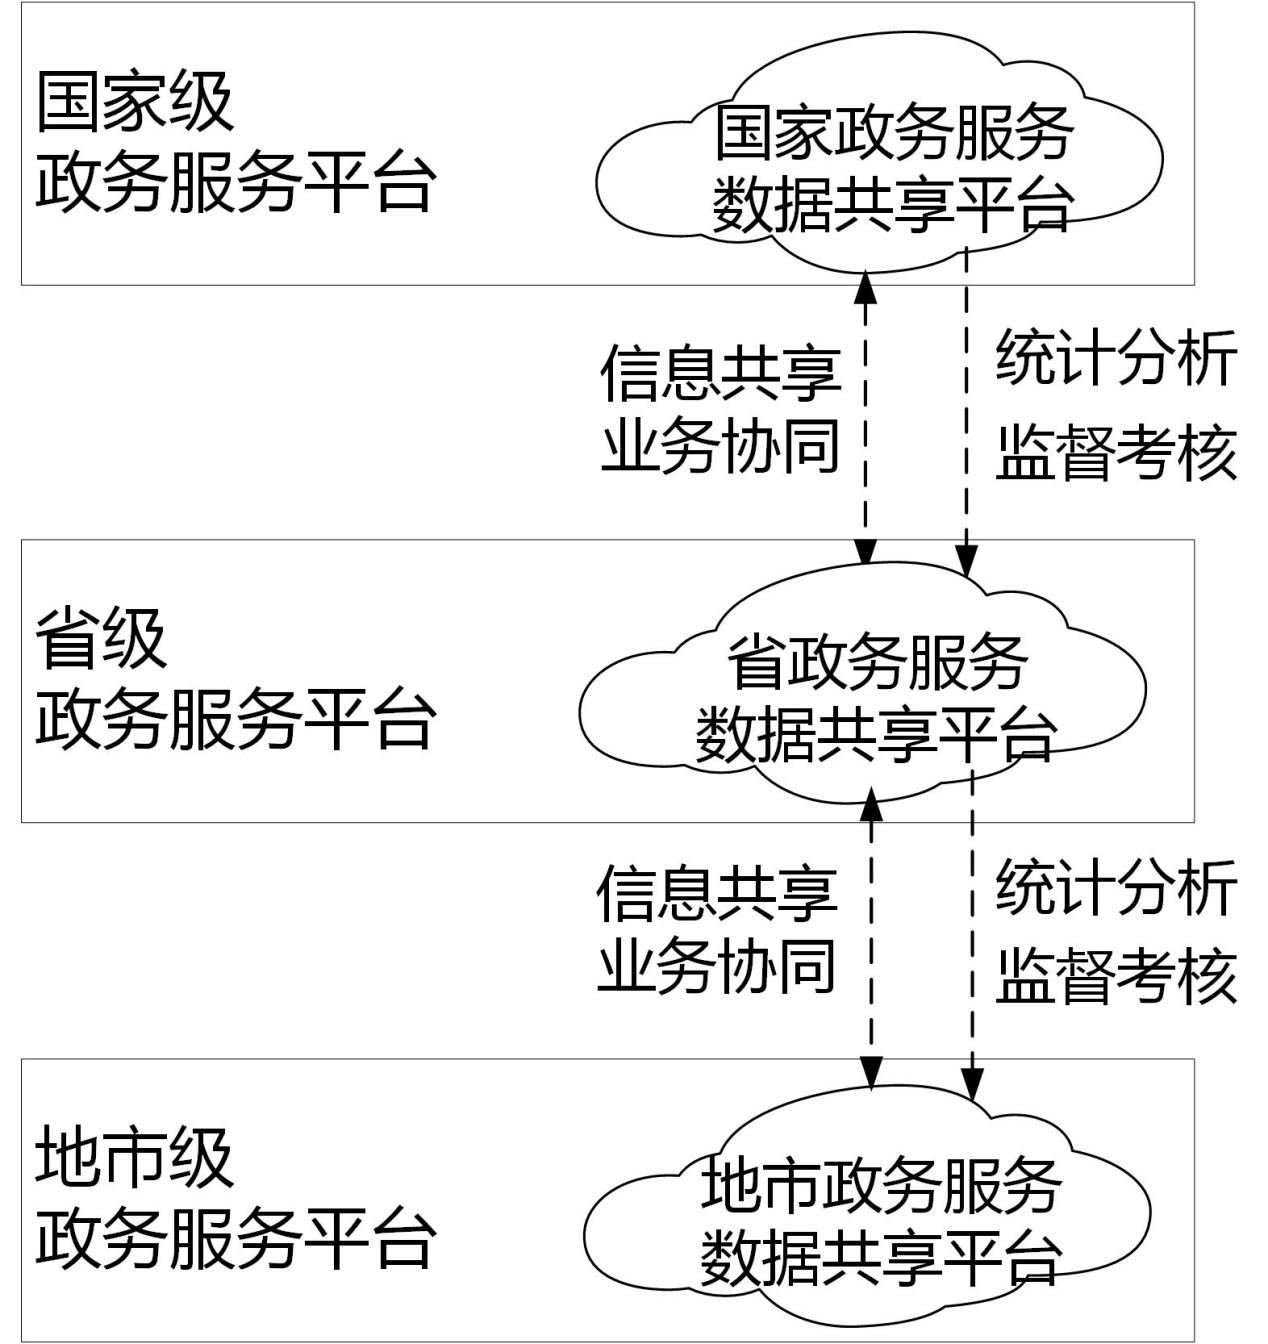 国家级
政务服务平台
国家政务服务
数据共享平台
信息共享
业务协同
统计分析
监督考核
省级
政务服务平台
省政务服务
数据共享平台
信息共享
业务协同
统计分析
监督考核
地市级
政务服务平台
地市政务服务
数据共享平台